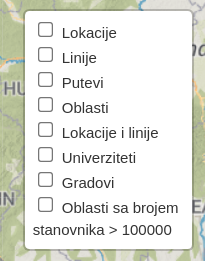 Lokacije
Linije
Putevi
Oblasti
Lokacije i linije
Univerziteti
Gradovi
Oblasti sa brojem
stanovnika > 100000